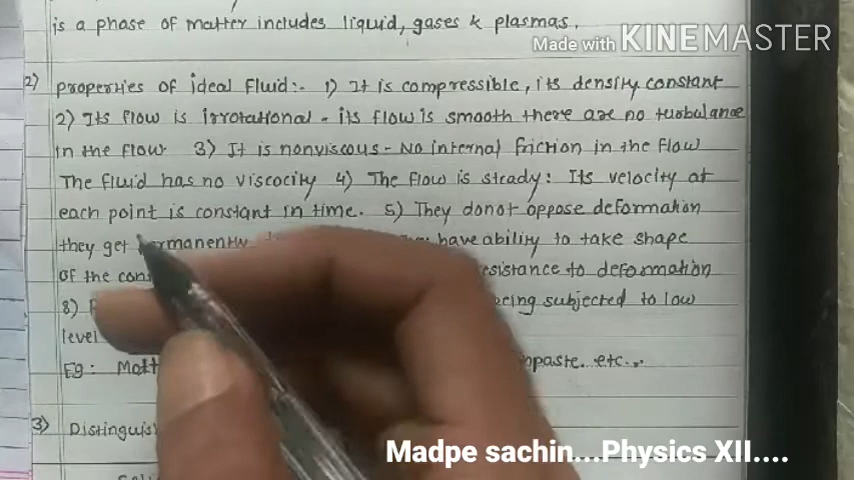 is a phase of matter includes liquid, gases & plasmas.
Made with KINEMASTER
2) properties of ideal fluid:- 1) It is compressible, its density constant
2) Its flow is irrotational - its flow is smooth there are no turbulance
in the flow. 3) It is nonviscous - No internal friction in the flow
The fluid has no viscocity 4) The flow is steady: Its velocity at
each point is constant in time. 5) They donot oppose deformation
they get have ability to take shape
of the resistance to deformation
8) being subjected to low
level
Eg: etc..
3)
Madpe sachin...Physics XII....